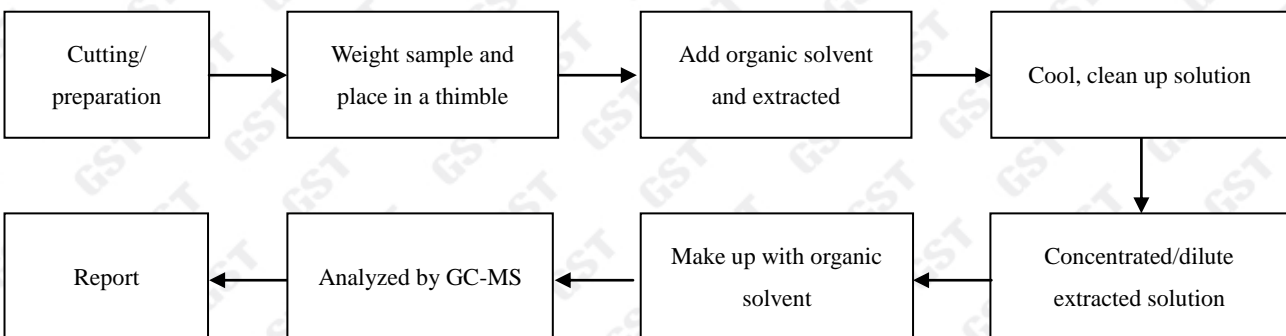 Cutting/
preparation
Weight sample and
place in a thimble
Add organic solvent
and extracted
Cool, clean up solution
Concentrated/dilute
extracted solution
Make up with organic
solvent
Analyzed by GC-MS
Report
GST